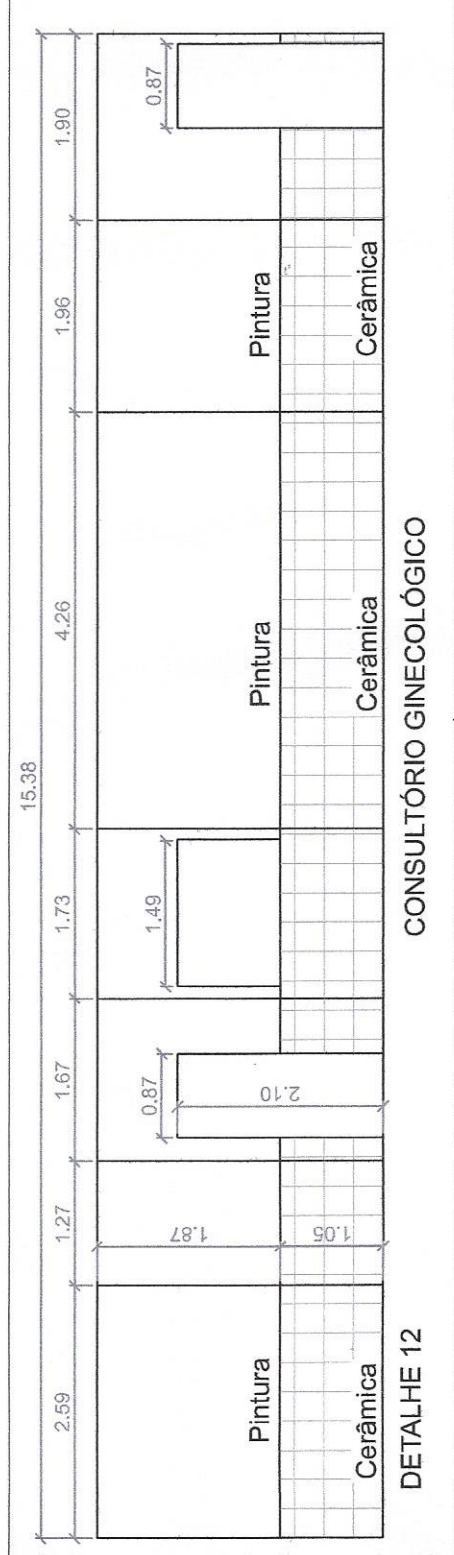 15.38
2.59 1.27 1.67 1.73 4.26 1.96 1.90
0.87 1.49 0.87
1.87 2.10
Pintura Pintura Pintura
1.05
Cerâmica Cerâmica Cerâmica
DETALHE 12 CONSULTÓRIO GINECOLÓGICO